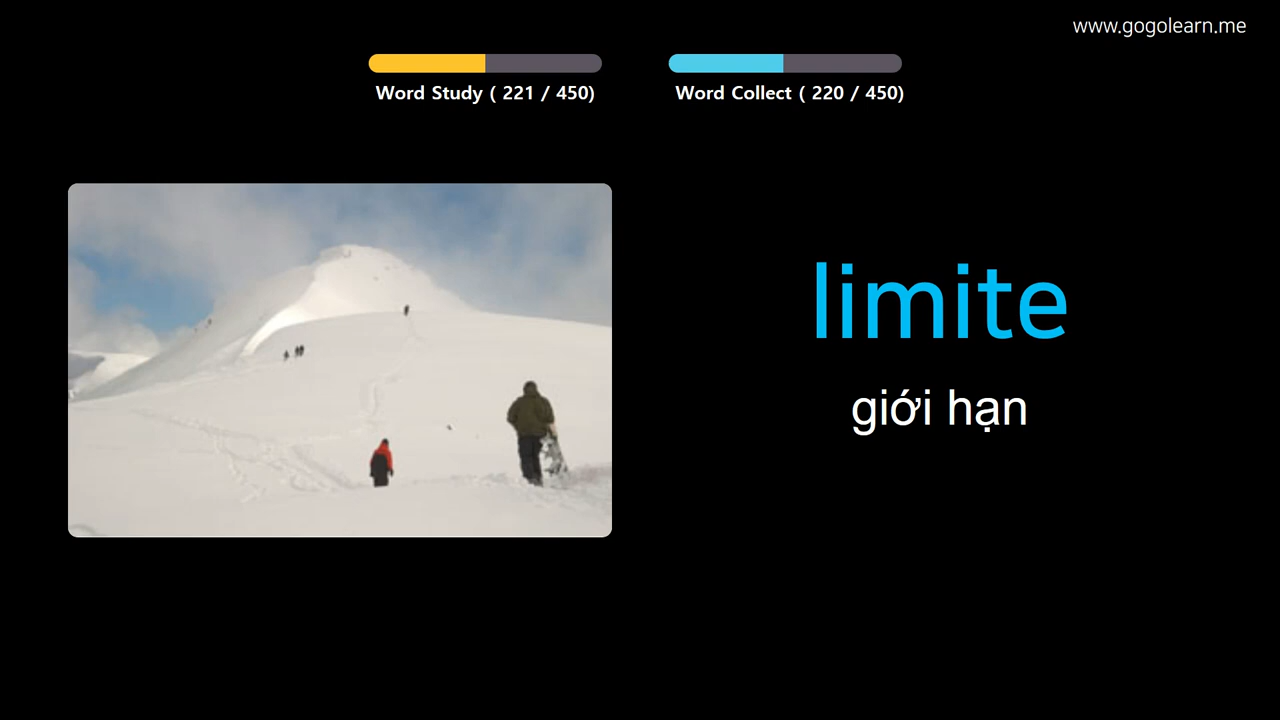 www.gogolearn.me
Word Study ( 221 / 450)
Word Collect ( 220 / 450)
limite
giới hạn